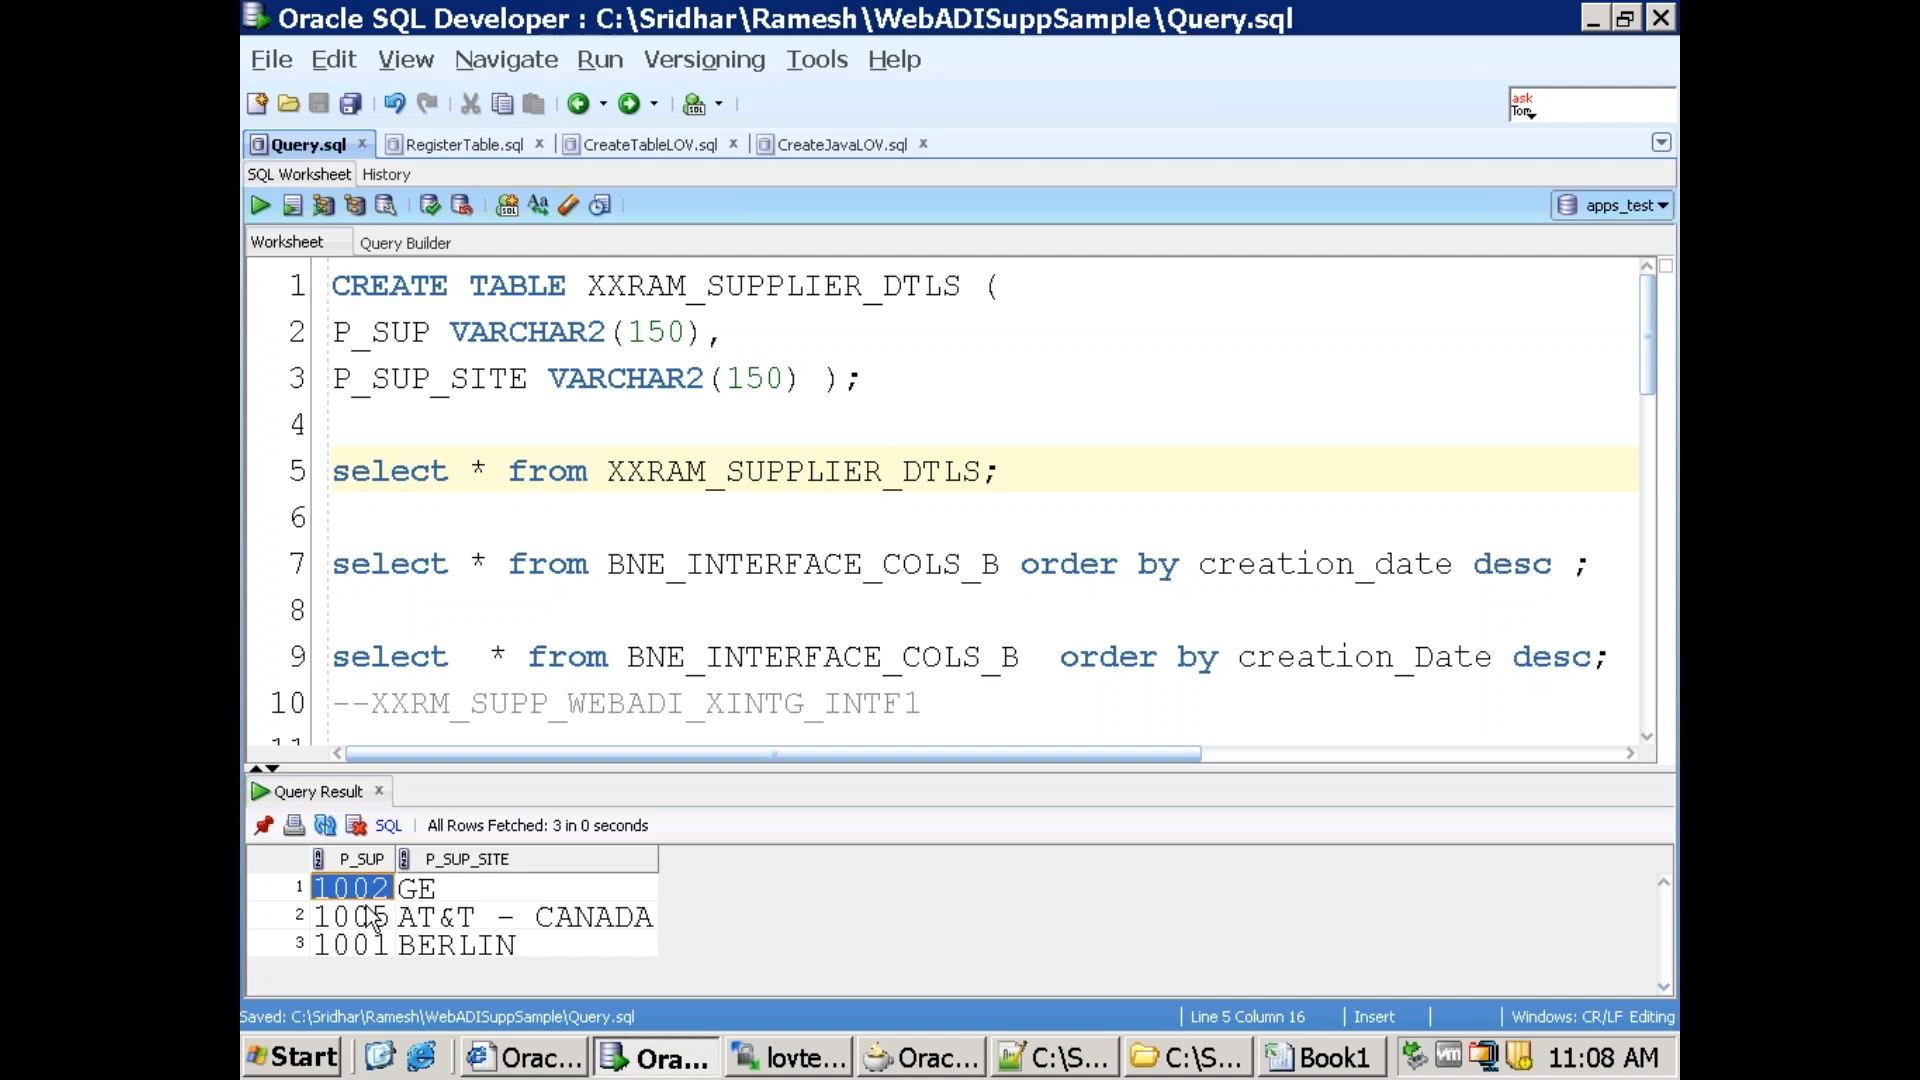 Oracle SQL Developer : C:\Sridhar\Ramesh\WebADISuppSample\Query.sql
File Edit View Navigate Run Versioning Tools Help
ask
Tom
Query.sql x RegisterTable.sql x CreateTableLOV.sql x CreateJavaLOV.sql x
SQL Worksheet History
apps_test
Worksheet Query Builder
1 CREATE TABLE XXRAM_SUPPLIER_DTLS (
2 P_SUP VARCHAR2(150),
3 P_SUP_SITE VARCHAR2(150) );
4
5 select * from XXRAM_SUPPLIER_DTLS;
6
7 select * from BNE_INTERFACE_COLS_B order by creation_date desc ;
8
9 select * from BNE_INTERFACE_COLS_B order by creation_Date desc;
10 --XXRM_SUPP_WEBADI_XINTG_INTF1
Query Result x
SQL All Rows Fetched: 3 in 0 seconds
P_SUP P_SUP_SITE
1 1002 GE
2 1005 AT&T - CANADA
3 1001 BERLIN
Saved: C:\Sridhar\Ramesh\WebADISuppSample\Query.sql Line 5 Column 16 Insert Windows: CR/LF Editing
Start Orac... Ora... lovte... Orac... C:\S... C:\S... Book1 11:08 AM